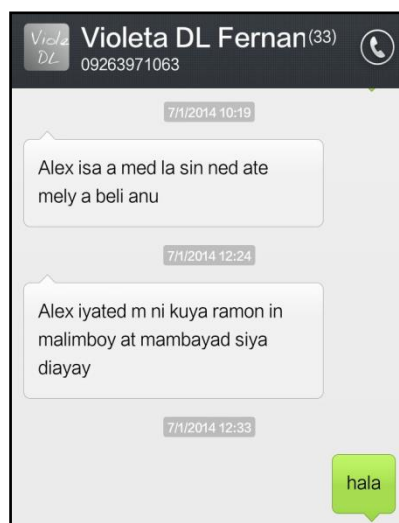 Viole
DL
Violeta DL Fernan(33)
09263971063
7/1/2014 10:19
Alex isa a med la sin ned ate
mely a beli anu
7/1/2014 12:24
Alex iyated m ni kuya ramon in
malimboy at mambayad siya
diayay
7/1/2014 12:33
hala